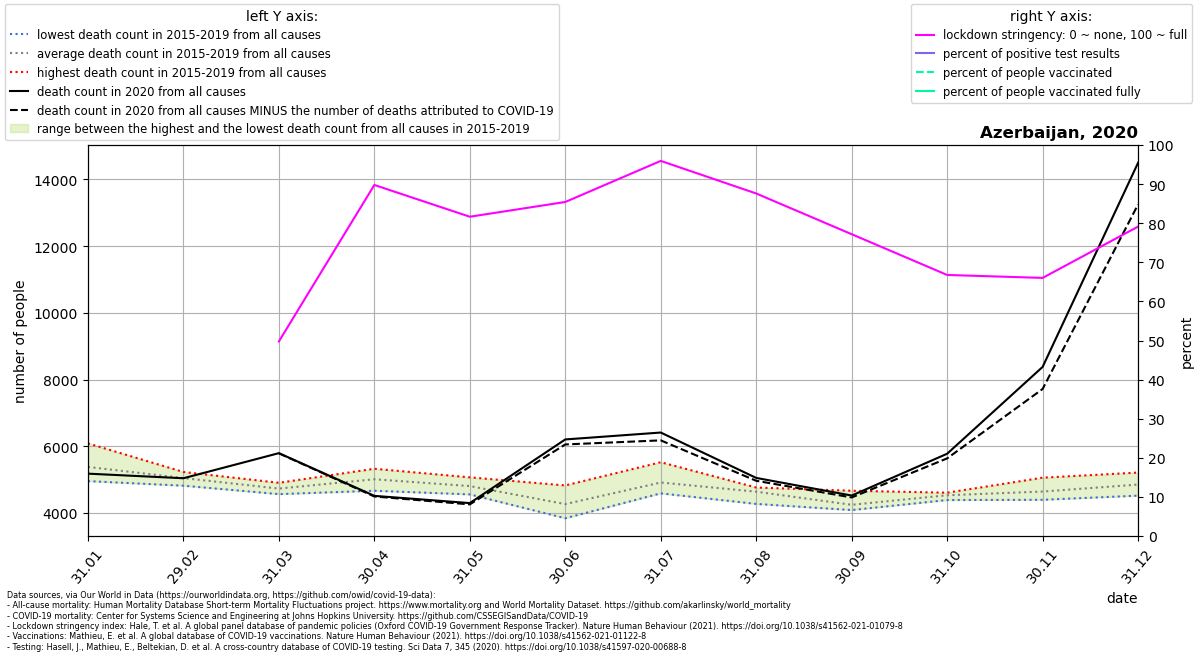 left Y axis:
lowest death count in 2015-2019 from all causes
average death count in 2015-2019 from all causes
highest death count in 2015-2019 from all causes
death count in 2020 from all causes
death count in 2020 from all causes MINUS the number of deaths attributed to COVID-19
range between the highest and the lowest death count from all causes in 2015-2019
right Y axis:
lockdown stringency: 0 ~ none, 100 ~ full
percent of positive test results
percent of people vaccinated
percent of people vaccinated fully
Azerbaijan, 2020
number of people
14000
12000
10000
8000
6000
4000
100
90
80
70
60
50
40
30
20
10
0
percent
31.01
29.02
31.03
30.04
31.05
30.06
31.07
31.08
30.09
31.10
30.11
31.12
date
Data sources, via Our World in Data (https://ourworldindata.org, https://github.com/owid/covid-19-data):
- All-cause mortality: Human Mortality Database Short-term Mortality Fluctuations project. https://www.mortality.org and World Mortality Dataset. https://github.com/akarlinsky/world_mortality
- COVID-19 mortality: Center for Systems Science and Engineering at Johns Hopkins University. https://github.com/CSSEGISandData/COVID-19
- Lockdown stringency index: Hale, T. et al. A global panel database of pandemic policies (Oxford COVID-19 Government Response Tracker). Nature Human Behaviour (2021). https://doi.org/10.1038/s41562-021-01079-8
- Vaccinations: Mathieu, E. et al. A global database of COVID-19 vaccinations. Nature Human Behaviour (2021). https://doi.org/10.1038/s41562-021-01122-8
- Testing: Hasell, J., Mathieu, E., Beltekian, D. et al. A cross-country database of COVID-19 testing. Sci Data 7, 345 (2020). https://doi.org/10.1038/s41597-020-00688-8